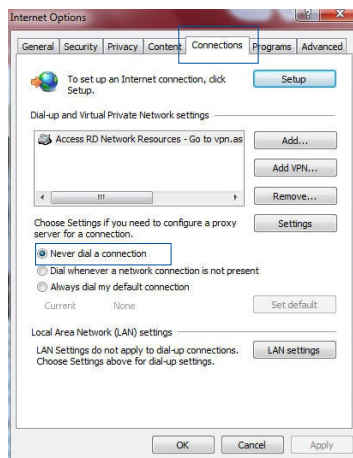 Internet Options
General Security Privacy Content Connections Programs Advanced
To set up an Internet connection, click
Setup.
Setup
Dial-up and Virtual Private Network settings
Access RD Network Resources - Go to vpn.as
Add...
Add VPN...
Remove...
Choose Settings if you need to configure a proxy
server for a connection.
Settings
Never dial a connection
Dial whenever a network connection is not present
Always dial my default connection
Current None
Set default
Local Area Network (LAN) settings
LAN Settings do not apply to dial-up connections.
Choose Settings above for dial-up settings.
LAN settings
OK Cancel Apply